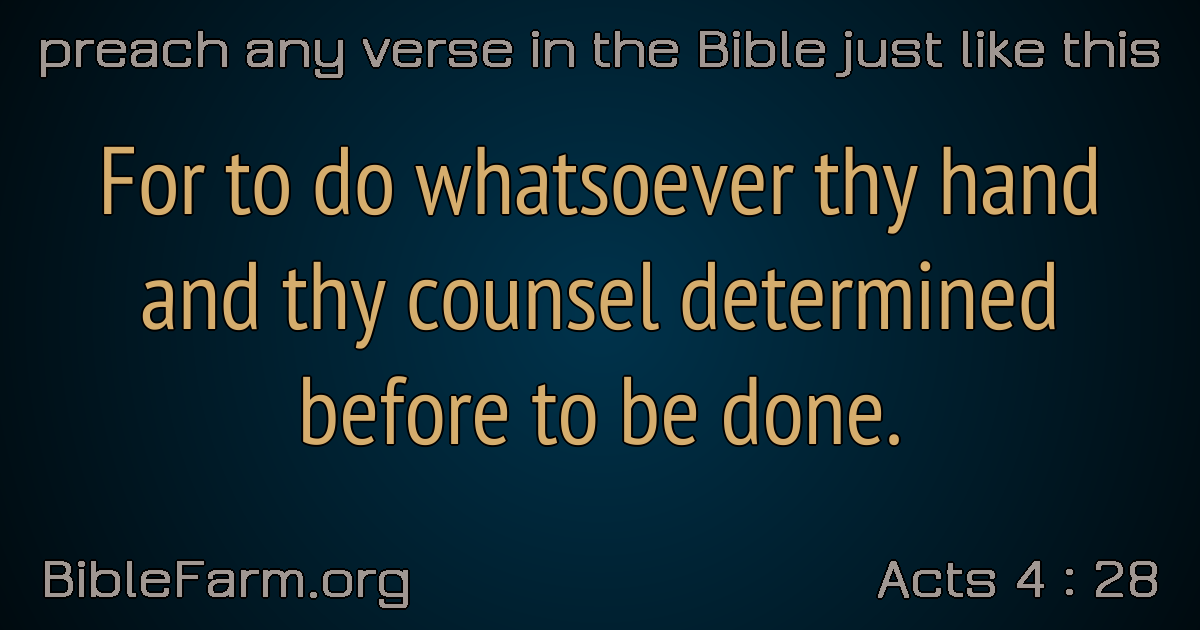 preach any verse in the Bible just like this
For to do whatsoever thy hand
and thy counsel determined
before to be done.
BibleFarm.org
Acts 4 : 28